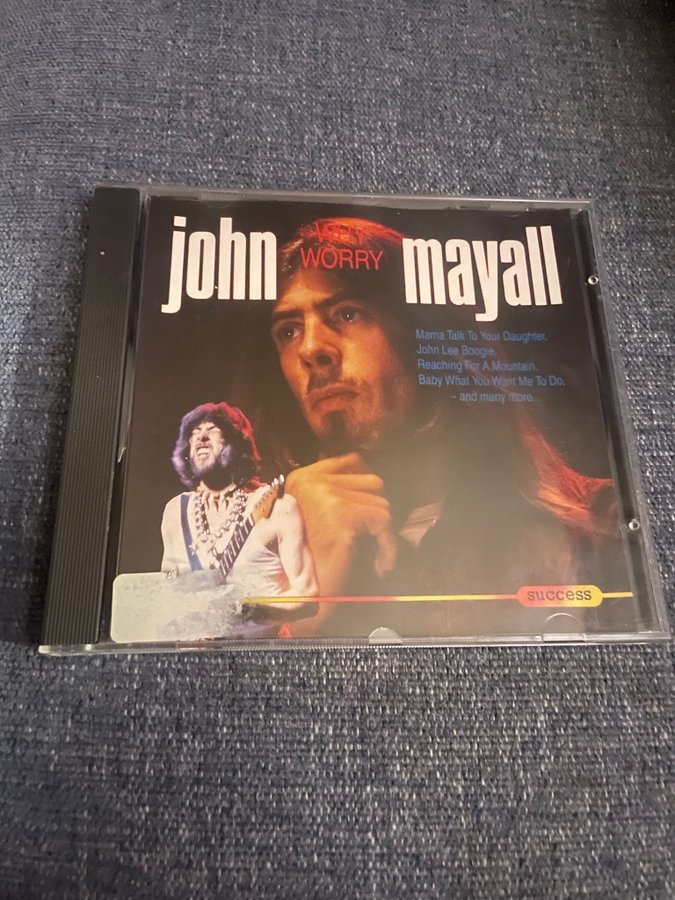 john
WHY
WORRY
mayall
Mama Talk To Your Daughter,
John Lee Boogie,
Reaching For A Mountain,
Baby What You Want Me To Do,
- and many more...
success